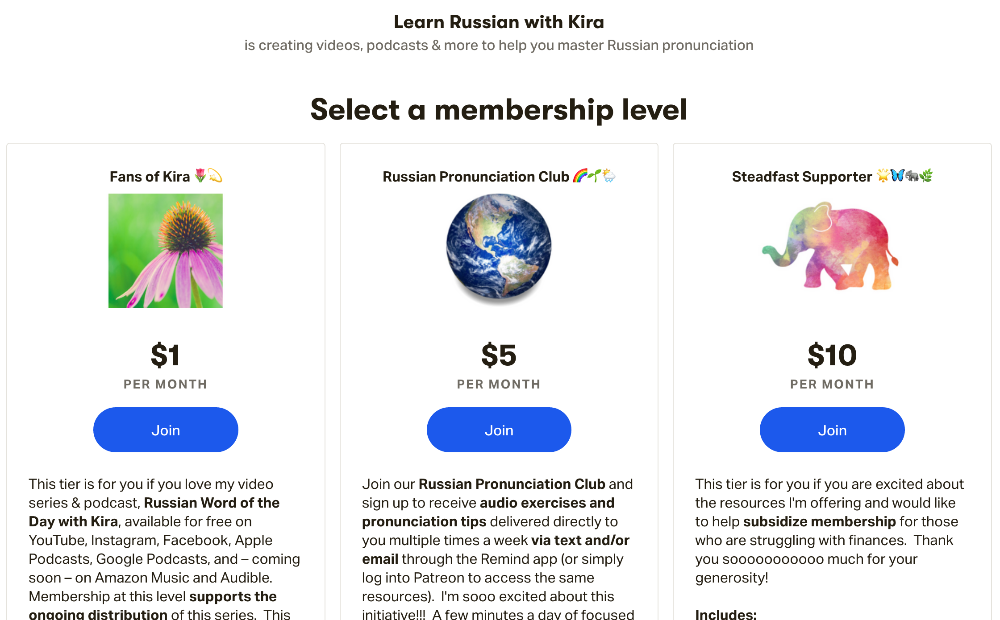 Learn Russian with Kira
is creating videos, podcasts & more to help you master Russian pronunciation
Select a membership level
Fans of Kira 🌷💫
$1
PER MONTH
Join
This tier is for you if you love my video
series & podcast, Russian Word of the
Day with Kira, available for free on
YouTube, Instagram, Facebook, Apple
Podcasts, Google Podcasts, and – coming
soon – on Amazon Music and Audible.
Membership at this level supports the
ongoing distribution of this series.  This
Russian Pronunciation Club 🌈🌱🌦️
$5
PER MONTH
Join
Join our Russian Pronunciation Club and
sign up to receive audio exercises and
pronunciation tips delivered directly to
you multiple times a week via text and/or
email through the Remind app (or simply
log into Patreon to access the same
resources).  I'm sooo excited about this
initiative!!!  A few minutes a day of focused
Steadfast Supporter 🌟🦋🐘🌿
$10
PER MONTH
Join
This tier is for you if you are excited about
the resources I'm offering and would like
to help subsidize membership for those
who are struggling with finances.  Thank
you sooooooooooo much for your
generosity!
Includes: